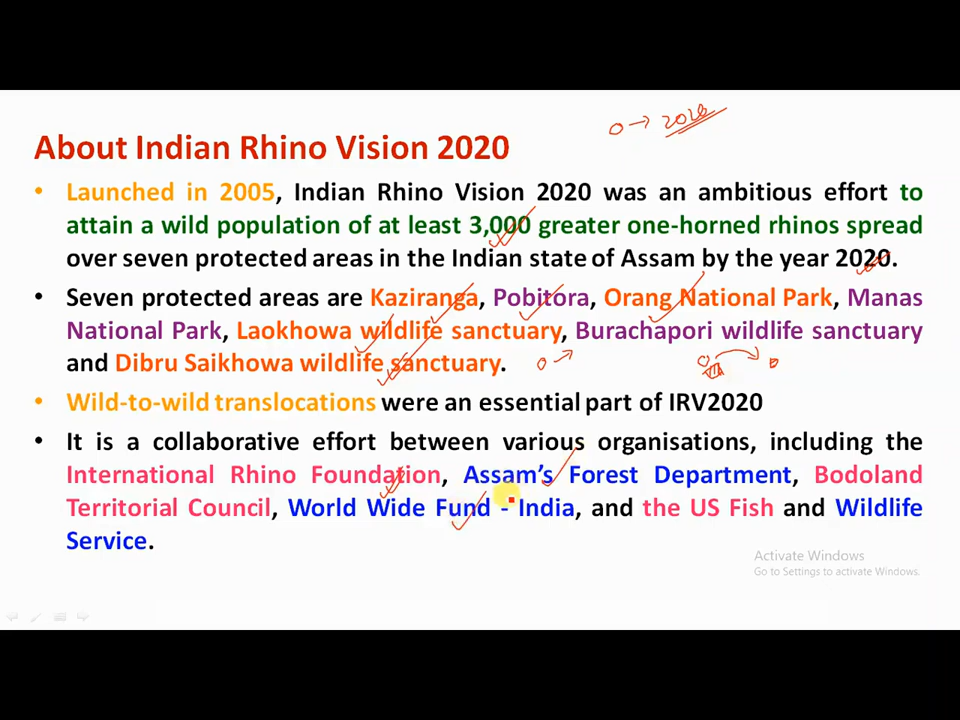 0 → 2020
About Indian Rhino Vision 2020
• Launched in 2005, Indian Rhino Vision 2020 was an ambitious effort to
attain a wild population of at least 3,000 greater one-horned rhinos spread
over seven protected areas in the Indian state of Assam by the year 2020.
• Seven protected areas are Kaziranga, Pobitora, Orang National Park, Manas
National Park, Laokhowa wildlife sanctuary, Burachapori wildlife sanctuary
and Dibru Saikhowa wildlife sanctuary.
• Wild-to-wild translocations were an essential part of IRV2020
• It is a collaborative effort between various organisations, including the
International Rhino Foundation, Assam's Forest Department, Bodoland
Territorial Council, World Wide Fund - India, and the US Fish and Wildlife
Service.
Activate Windows
Go to Settings to activate Windows.